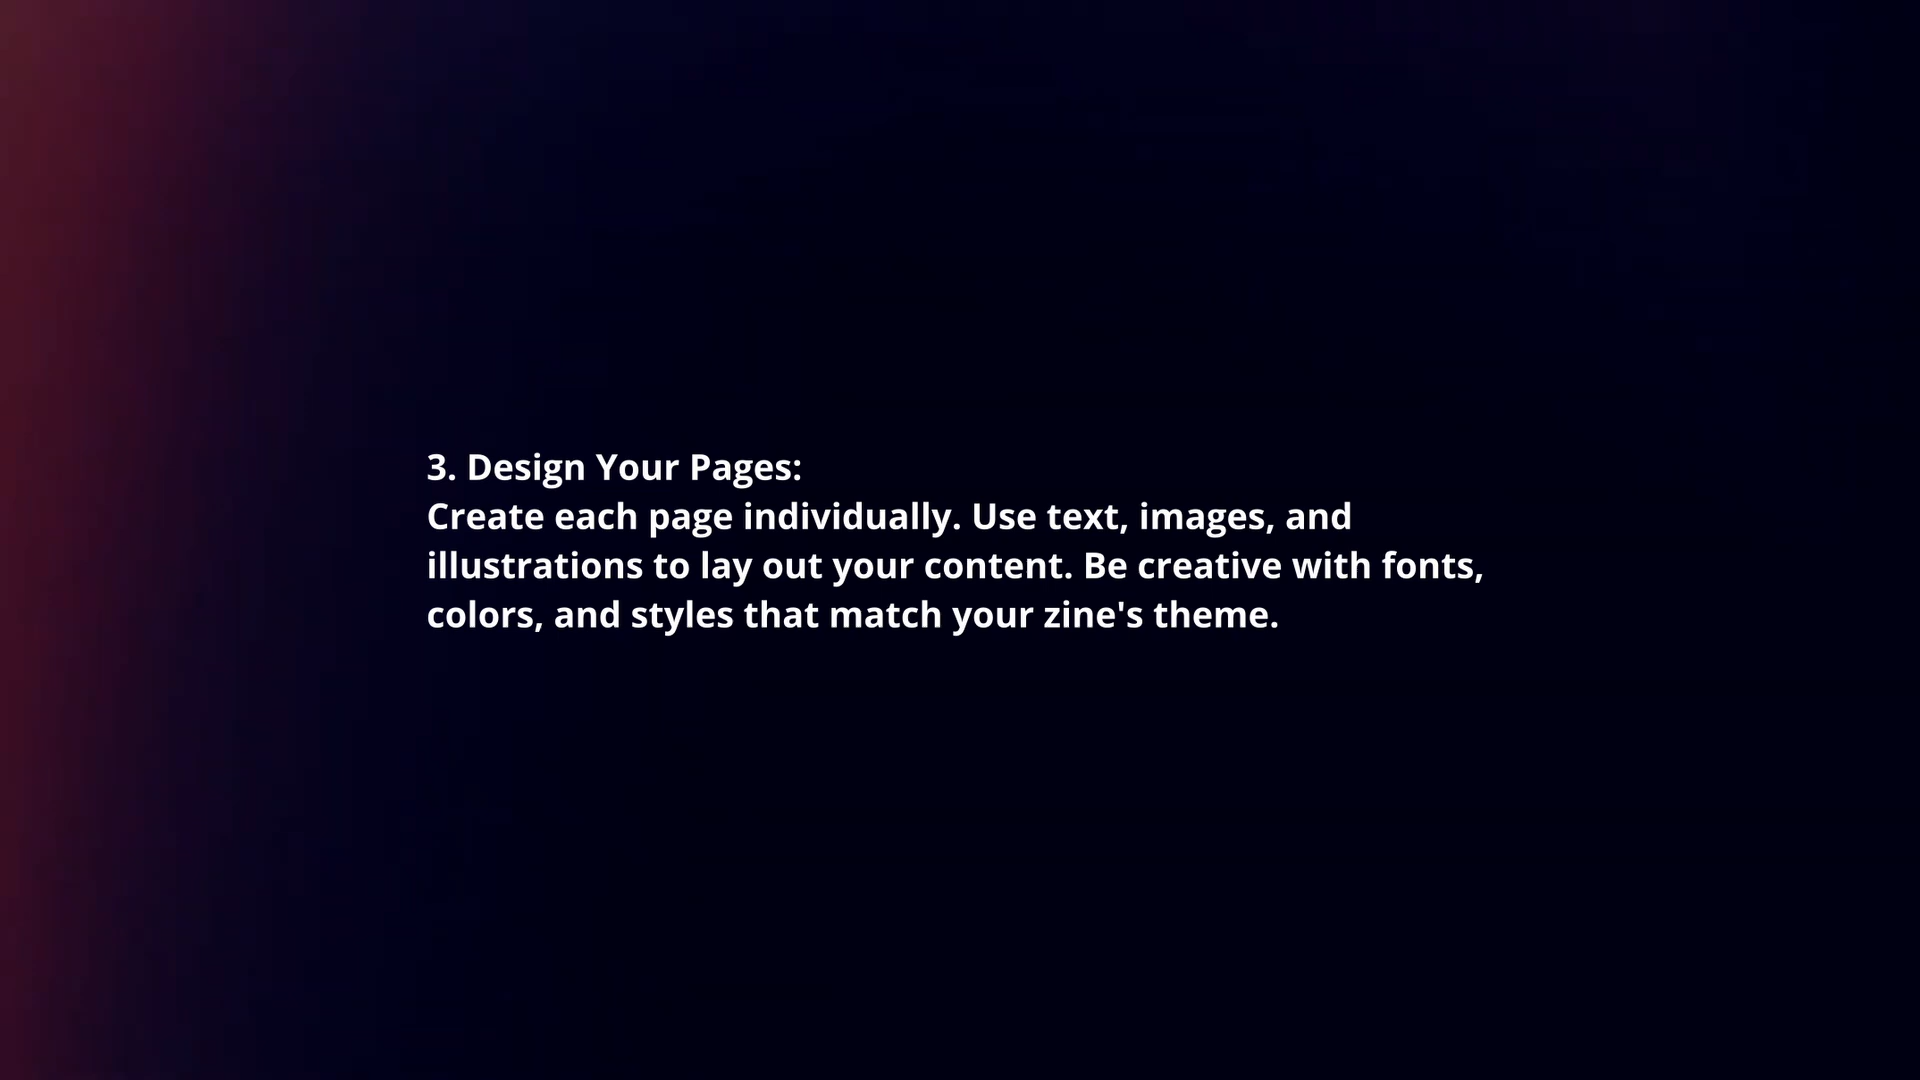 3. Design Your Pages:
Create each page individually. Use text, images, and
illustrations to lay out your content. Be creative with fonts,
colors, and styles that match your zine's theme.